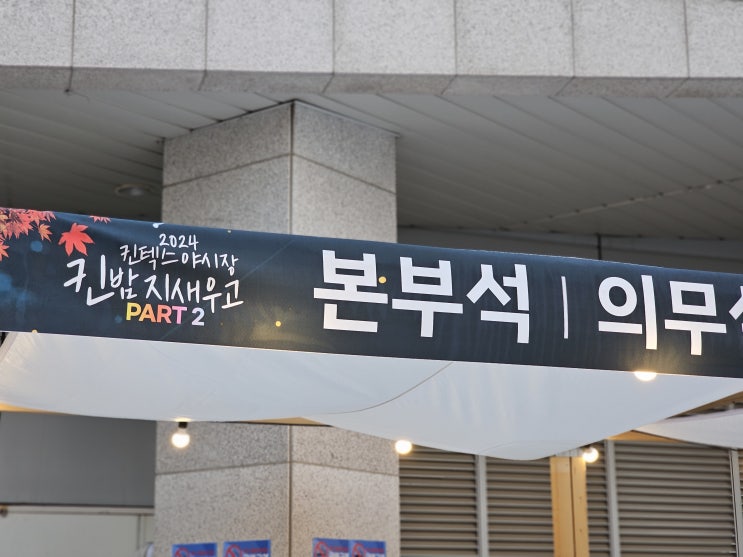 2024
킨텍스 야시장
킨밤 지새우고
PART 2
본부석 | 의무